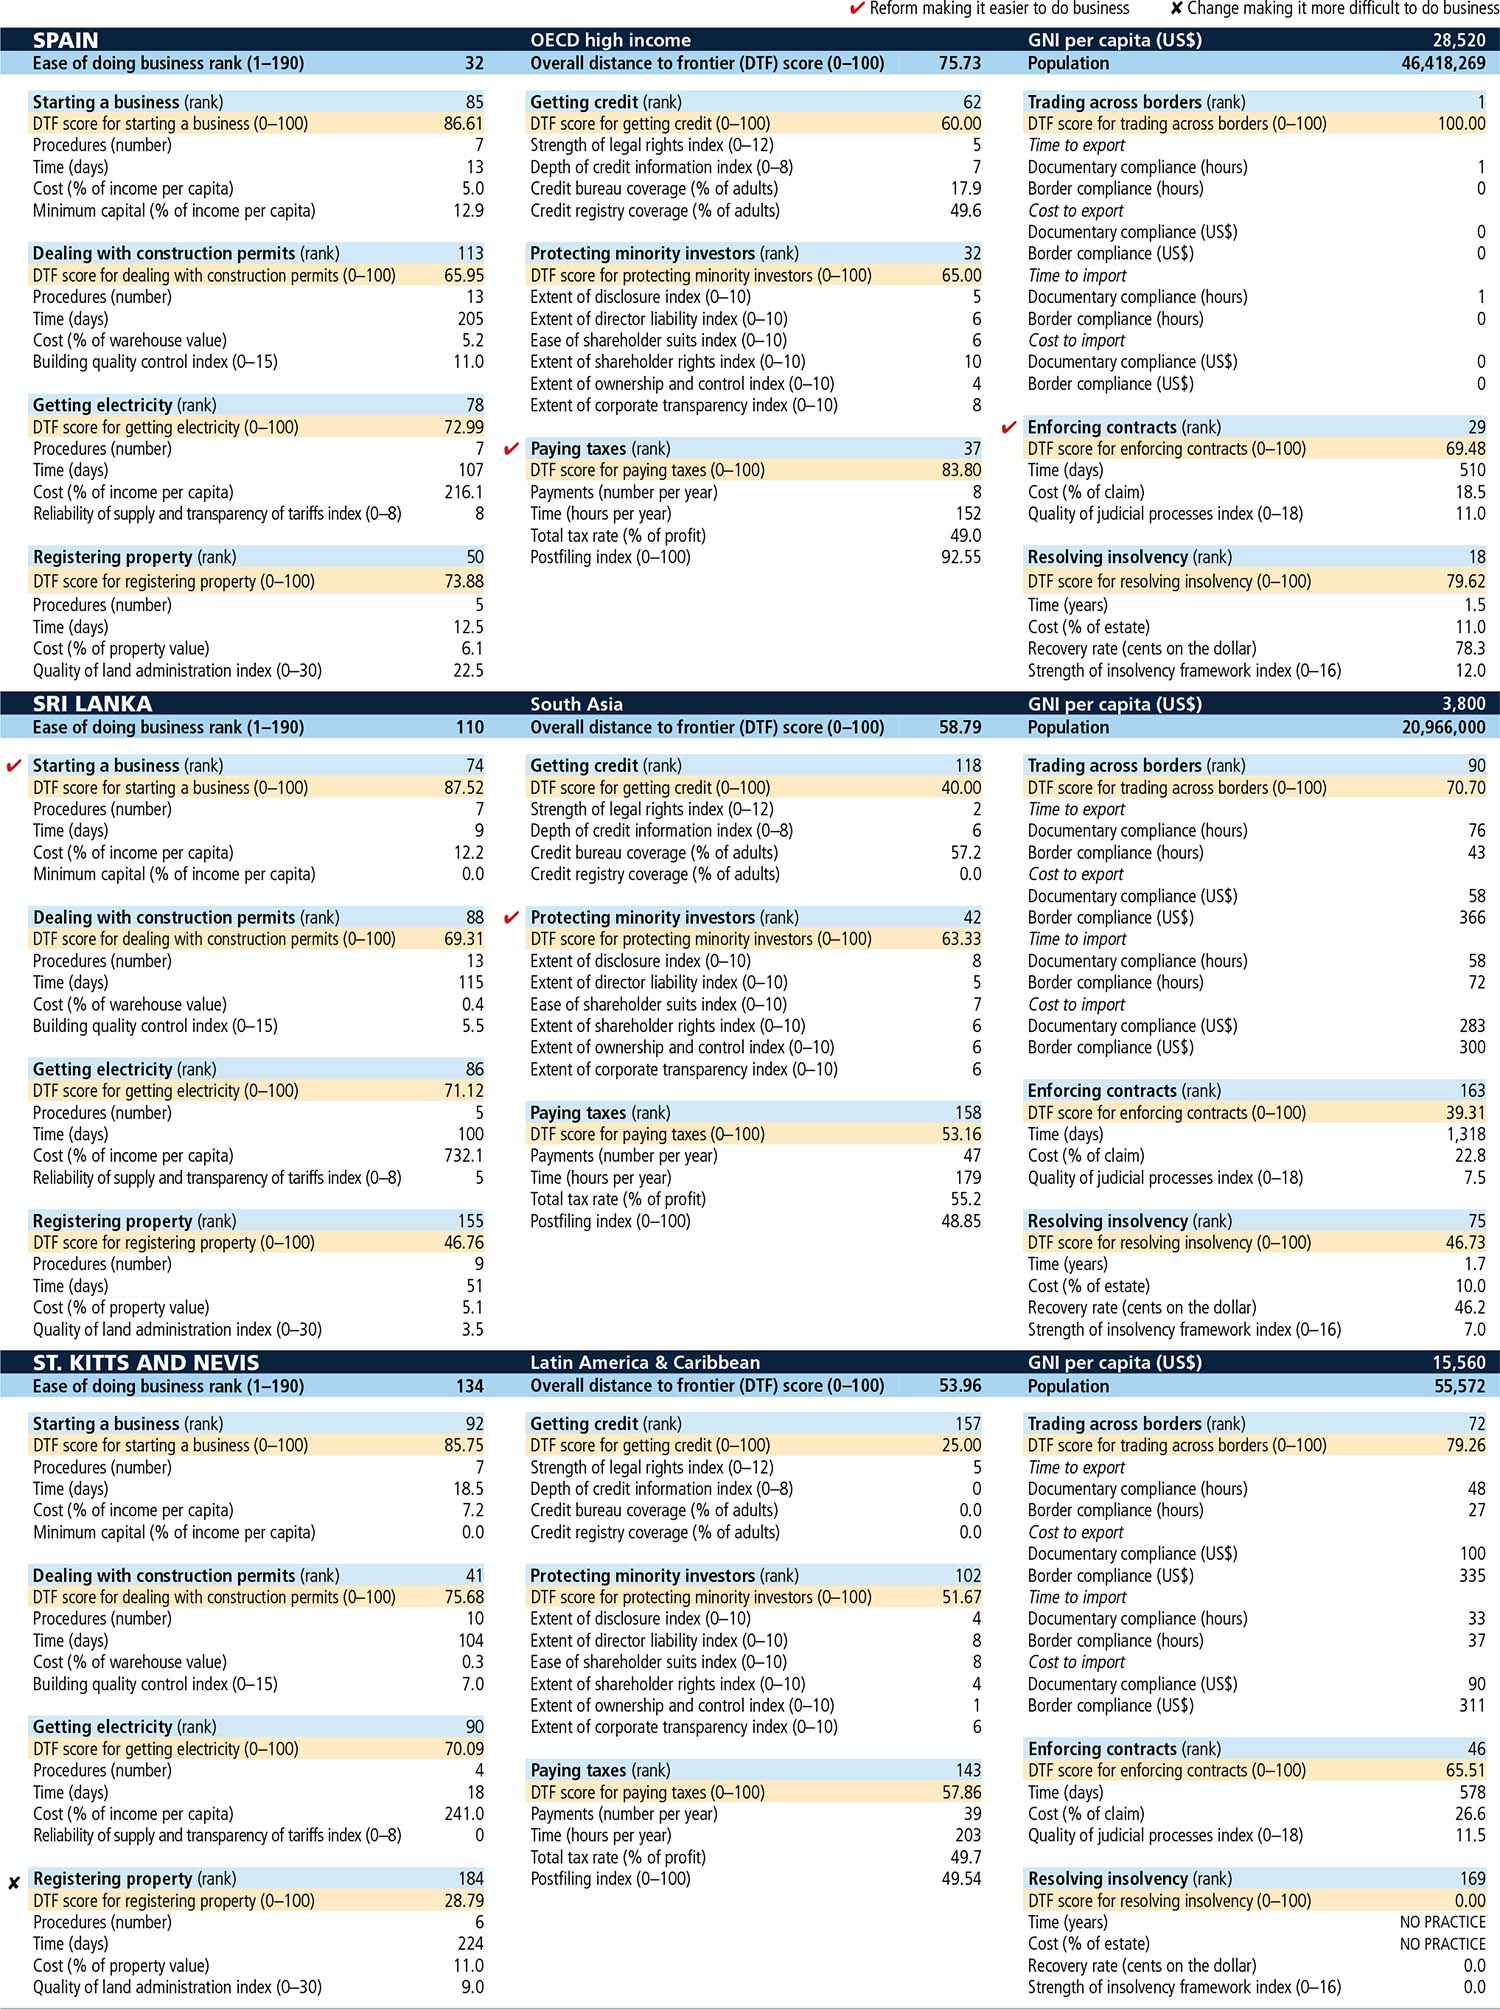 ✔ Reform making it easier to do business ✘ Change making it more difficult to do business
SPAIN OECD high income GNI per capita (US$) 28,520
Ease of doing business rank (1–190) 32 Overall distance to frontier (DTF) score (0–100) 75.73 Population 46,418,269
Starting a business (rank) 85
DTF score for starting a business (0–100) 86.61
Procedures (number) 7
Time (days) 13
Cost (% of income per capita) 5.0
Minimum capital (% of income per capita) 12.9
Dealing with construction permits (rank) 113
DTF score for dealing with construction permits (0–100) 65.95
Procedures (number) 13
Time (days) 205
Cost (% of warehouse value) 5.2
Building quality control index (0–15) 11.0
Getting electricity (rank) 78
DTF score for getting electricity (0–100) 72.99
Procedures (number) 7
Time (days) 107
Cost (% of income per capita) 216.1
Reliability of supply and transparency of tariffs index (0–8) 8
Registering property (rank) 50
DTF score for registering property (0–100) 73.88
Procedures (number) 5
Time (days) 12.5
Cost (% of property value) 6.1
Quality of land administration index (0–30) 22.5
Getting credit (rank) 62
DTF score for getting credit (0–100) 60.00
Strength of legal rights index (0–12) 5
Depth of credit information index (0–8) 7
Credit bureau coverage (% of adults) 17.9
Credit registry coverage (% of adults) 49.6
Protecting minority investors (rank) 32
DTF score for protecting minority investors (0–100) 65.00
Extent of disclosure index (0–10) 5
Extent of director liability index (0–10) 6
Ease of shareholder suits index (0–10) 6
Extent of shareholder rights index (0–10) 10
Extent of ownership and control index (0–10) 4
Extent of corporate transparency index (0–10) 8
✔ Paying taxes (rank) 37
DTF score for paying taxes (0–100) 83.80
Payments (number per year) 8
Time (hours per year) 152
Total tax rate (% of profit) 49.0
Postfiling index (0–100) 92.55
Trading across borders (rank) 1
DTF score for trading across borders (0–100) 100.00
Time to export
Documentary compliance (hours) 1
Border compliance (hours) 0
Cost to export
Documentary compliance (US$) 0
Border compliance (US$) 0
Time to import
Documentary compliance (hours) 1
Border compliance (hours) 0
Cost to import
Documentary compliance (US$) 0
Border compliance (US$) 0
✔ Enforcing contracts (rank) 29
DTF score for enforcing contracts (0–100) 69.48
Time (days) 510
Cost (% of claim) 18.5
Quality of judicial processes index (0–18) 11.0
Resolving insolvency (rank) 18
DTF score for resolving insolvency (0–100) 79.62
Time (years) 1.5
Cost (% of estate) 11.0
Recovery rate (cents on the dollar) 78.3
Strength of insolvency framework index (0–16) 12.0
SRI LANKA South Asia GNI per capita (US$) 3,800
Ease of doing business rank (1–190) 110 Overall distance to frontier (DTF) score (0–100) 58.79 Population 20,966,000
✔ Starting a business (rank) 74
DTF score for starting a business (0–100) 87.52
Procedures (number) 7
Time (days) 9
Cost (% of income per capita) 12.2
Minimum capital (% of income per capita) 0.0
Dealing with construction permits (rank) 88
DTF score for dealing with construction permits (0–100) 69.31
Procedures (number) 13
Time (days) 115
Cost (% of warehouse value) 0.4
Building quality control index (0–15) 5.5
Getting electricity (rank) 86
DTF score for getting electricity (0–100) 71.12
Procedures (number) 5
Time (days) 100
Cost (% of income per capita) 732.1
Reliability of supply and transparency of tariffs index (0–8) 5
Registering property (rank) 155
DTF score for registering property (0–100) 46.76
Procedures (number) 9
Time (days) 51
Cost (% of property value) 5.1
Quality of land administration index (0–30) 3.5
Getting credit (rank) 118
DTF score for getting credit (0–100) 40.00
Strength of legal rights index (0–12) 2
Depth of credit information index (0–8) 6
Credit bureau coverage (% of adults) 57.2
Credit registry coverage (% of adults) 0.0
✔ Protecting minority investors (rank) 42
DTF score for protecting minority investors (0–100) 63.33
Extent of disclosure index (0–10) 8
Extent of director liability index (0–10) 5
Ease of shareholder suits index (0–10) 7
Extent of shareholder rights index (0–10) 6
Extent of ownership and control index (0–10) 6
Extent of corporate transparency index (0–10) 6
Paying taxes (rank) 158
DTF score for paying taxes (0–100) 53.16
Payments (number per year) 47
Time (hours per year) 179
Total tax rate (% of profit) 55.2
Postfiling index (0–100) 48.85
Trading across borders (rank) 90
DTF score for trading across borders (0–100) 70.70
Time to export
Documentary compliance (hours) 76
Border compliance (hours) 43
Cost to export
Documentary compliance (US$) 58
Border compliance (US$) 366
Time to import
Documentary compliance (hours) 58
Border compliance (hours) 72
Cost to import
Documentary compliance (US$) 283
Border compliance (US$) 300
Enforcing contracts (rank) 163
DTF score for enforcing contracts (0–100) 39.31
Time (days) 1,318
Cost (% of claim) 22.8
Quality of judicial processes index (0–18) 7.5
Resolving insolvency (rank) 75
DTF score for resolving insolvency (0–100) 46.73
Time (years) 1.7
Cost (% of estate) 10.0
Recovery rate (cents on the dollar) 46.2
Strength of insolvency framework index (0–16) 7.0
ST. KITTS AND NEVIS Latin America & Caribbean GNI per capita (US$) 15,560
Ease of doing business rank (1–190) 134 Overall distance to frontier (DTF) score (0–100) 53.96 Population 55,572
Starting a business (rank) 92
DTF score for starting a business (0–100) 85.75
Procedures (number) 7
Time (days) 18.5
Cost (% of income per capita) 7.2
Minimum capital (% of income per capita) 0.0
Dealing with construction permits (rank) 41
DTF score for dealing with construction permits (0–100) 75.68
Procedures (number) 10
Time (days) 104
Cost (% of warehouse value) 0.3
Building quality control index (0–15) 7.0
Getting electricity (rank) 90
DTF score for getting electricity (0–100) 70.09
Procedures (number) 4
Time (days) 18
Cost (% of income per capita) 241.0
Reliability of supply and transparency of tariffs index (0–8) 0
✘ Registering property (rank) 184
DTF score for registering property (0–100) 28.79
Procedures (number) 6
Time (days) 224
Cost (% of property value) 11.0
Quality of land administration index (0–30) 9.0
Getting credit (rank) 157
DTF score for getting credit (0–100) 25.00
Strength of legal rights index (0–12) 5
Depth of credit information index (0–8) 0
Credit bureau coverage (% of adults) 0.0
Credit registry coverage (% of adults) 0.0
Protecting minority investors (rank) 102
DTF score for protecting minority investors (0–100) 51.67
Extent of disclosure index (0–10) 4
Extent of director liability index (0–10) 8
Ease of shareholder suits index (0–10) 8
Extent of shareholder rights index (0–10) 4
Extent of ownership and control index (0–10) 1
Extent of corporate transparency index (0–10) 6
Paying taxes (rank) 143
DTF score for paying taxes (0–100) 57.86
Payments (number per year) 39
Time (hours per year) 203
Total tax rate (% of profit) 49.7
Postfiling index (0–100) 49.54
Trading across borders (rank) 72
DTF score for trading across borders (0–100) 79.26
Time to export
Documentary compliance (hours) 48
Border compliance (hours) 27
Cost to export
Documentary compliance (US$) 100
Border compliance (US$) 335
Time to import
Documentary compliance (hours) 33
Border compliance (hours) 37
Cost to import
Documentary compliance (US$) 90
Border compliance (US$) 311
Enforcing contracts (rank) 46
DTF score for enforcing contracts (0–100) 65.51
Time (days) 578
Cost (% of claim) 26.6
Quality of judicial processes index (0–18) 11.5
Resolving insolvency (rank) 169
DTF score for resolving insolvency (0–100) 0.00
Time (years) NO PRACTICE
Cost (% of estate) NO PRACTICE
Recovery rate (cents on the dollar) 0.0
Strength of insolvency framework index (0–16) 0.0